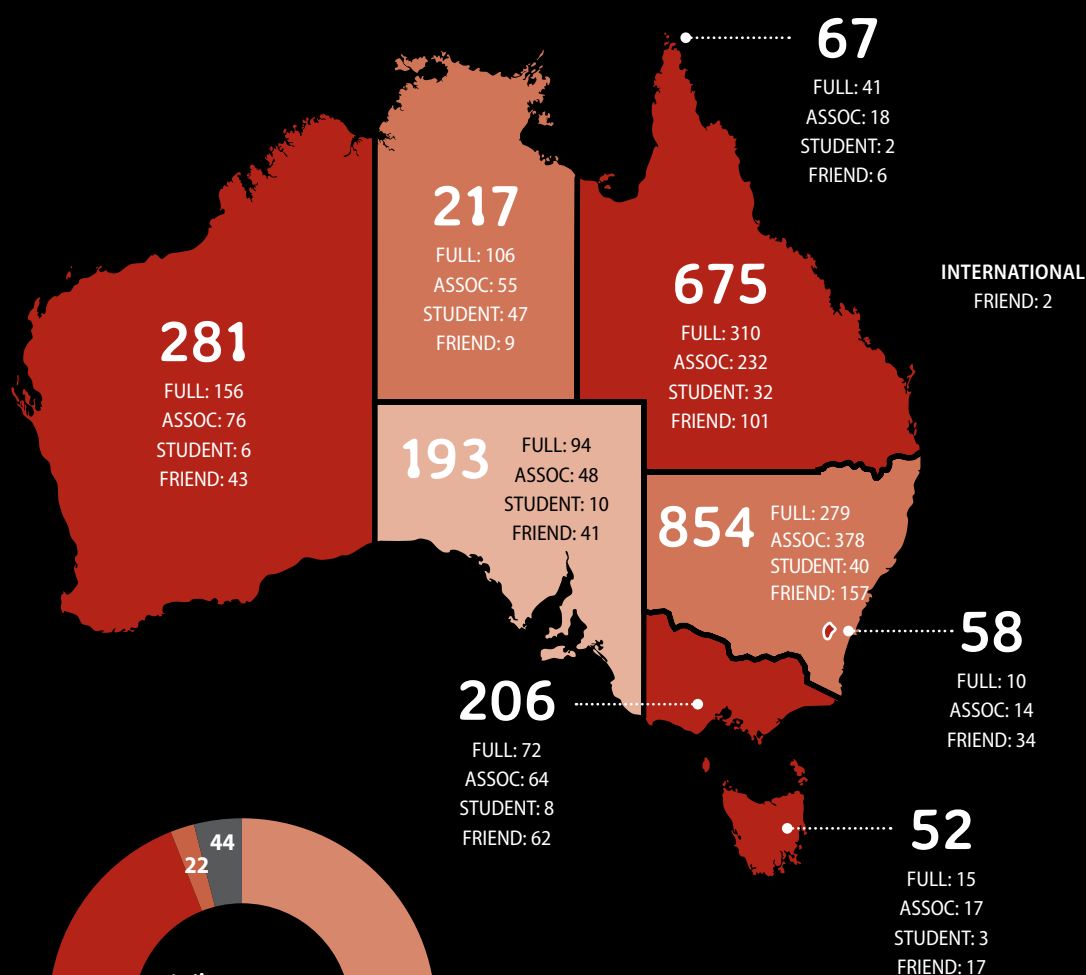 67
FULL: 41
ASSOC: 18
STUDENT: 2
FRIEND: 6
217
FULL: 106
ASSOC: 55
STUDENT: 47
FRIEND: 9
675
FULL: 310
ASSOC: 232
STUDENT: 32
FRIEND: 101
INTERNATIONAL
FRIEND: 2
281
FULL: 156
ASSOC: 76
STUDENT: 6
FRIEND: 43
193
FULL: 94
ASSOC: 48
STUDENT: 10
FRIEND: 41
854
FULL: 279
ASSOC: 378
STUDENT: 40
FRIEND: 157
58
FULL: 10
ASSOC: 14
FRIEND: 34
206
FULL: 72
ASSOC: 64
STUDENT: 8
FRIEND: 62
52
FULL: 15
ASSOC: 17
STUDENT: 3
FRIEND: 17
44
22